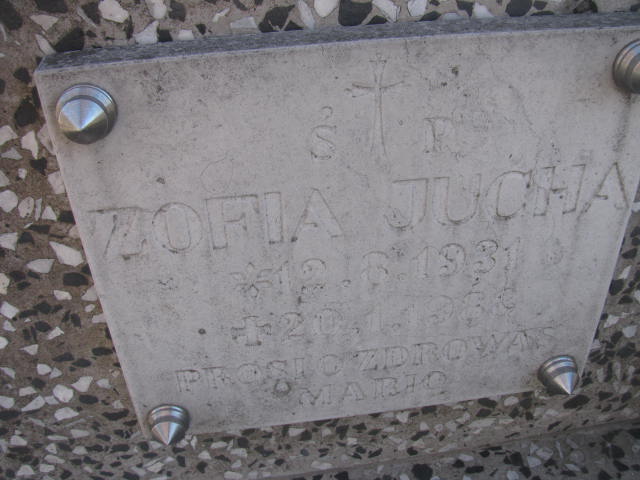 Ś P
ZOFIA JUCHA
*12.8.1931
+20.1.
PROSI O ZDROWAŚ
MARIO